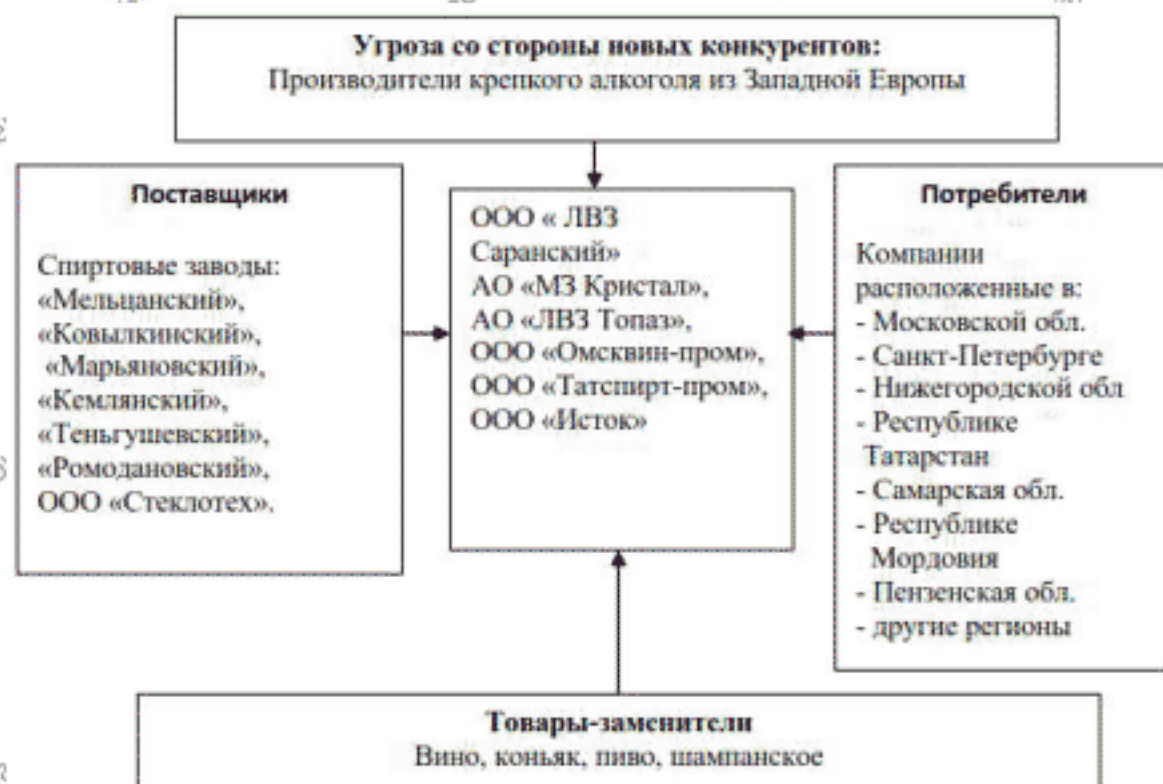 Угроза со стороны новых конкурентов:
Производители крепкого алкоголя из Западной Европы
Поставщики
Спиртовые заводы:
«Мельцанский»,
«Ковылкинский»,
«Марьяновский»,
«Кемлянский»,
«Теньгушевский»,
«Ромодановский»,
ООО «Стеклотех».
ООО « ЛВЗ
Саранский»
АО «МЗ Кристал»,
АО «ЛВЗ Топаз»,
ООО «Омсквин-пром»,
ООО «Татспирт-пром»,
ООО «Исток»
Потребители
Компании
расположенные в:
- Московской обл.
- Санкт-Петербурге
- Нижегородской обл
- Республике
Татарстан
- Самарская обл.
- Республике
Мордовия
- Пензенская обл.
- другие регионы
Товары-заменители
Вино, коньяк, пиво, шампанское